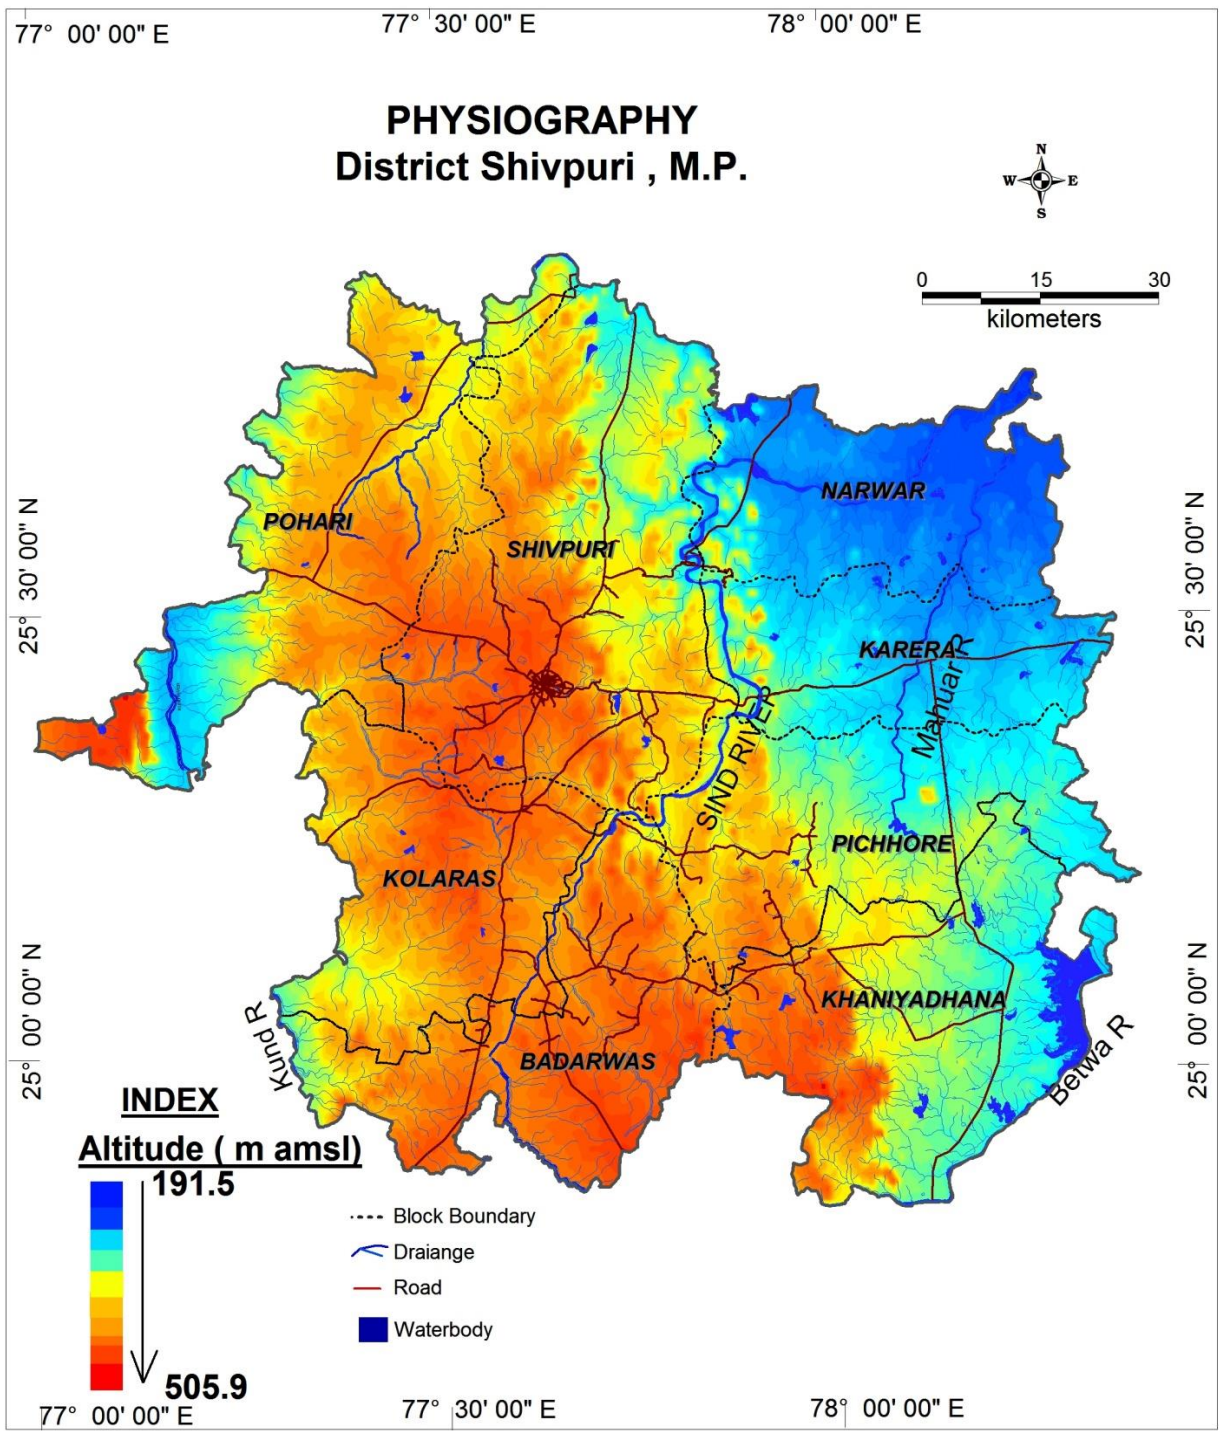 77° 00' 00" E
77° 30' 00" E
78° 00' 00" E
PHYSIOGRAPHY
District Shivpuri , M.P.
N
W E
S
0 15 30
kilometers
NARWAR
POHARI
SHIVPURI
25° 30' 00" N
25° 30' 00" N
KARERA
Mahuar R
SIND RIVER
PICHHORE
KOLARAS
25° 00' 00" N
25° 00' 00" N
KHANIYADHANA
Kund R
BADARWAS
Betwa R
INDEX
Altitude ( m amsl)
191.5
505.9
Block Boundary
Draiange
Road
Waterbody
77° 00' 00" E
77° 30' 00" E
78° 00' 00" E